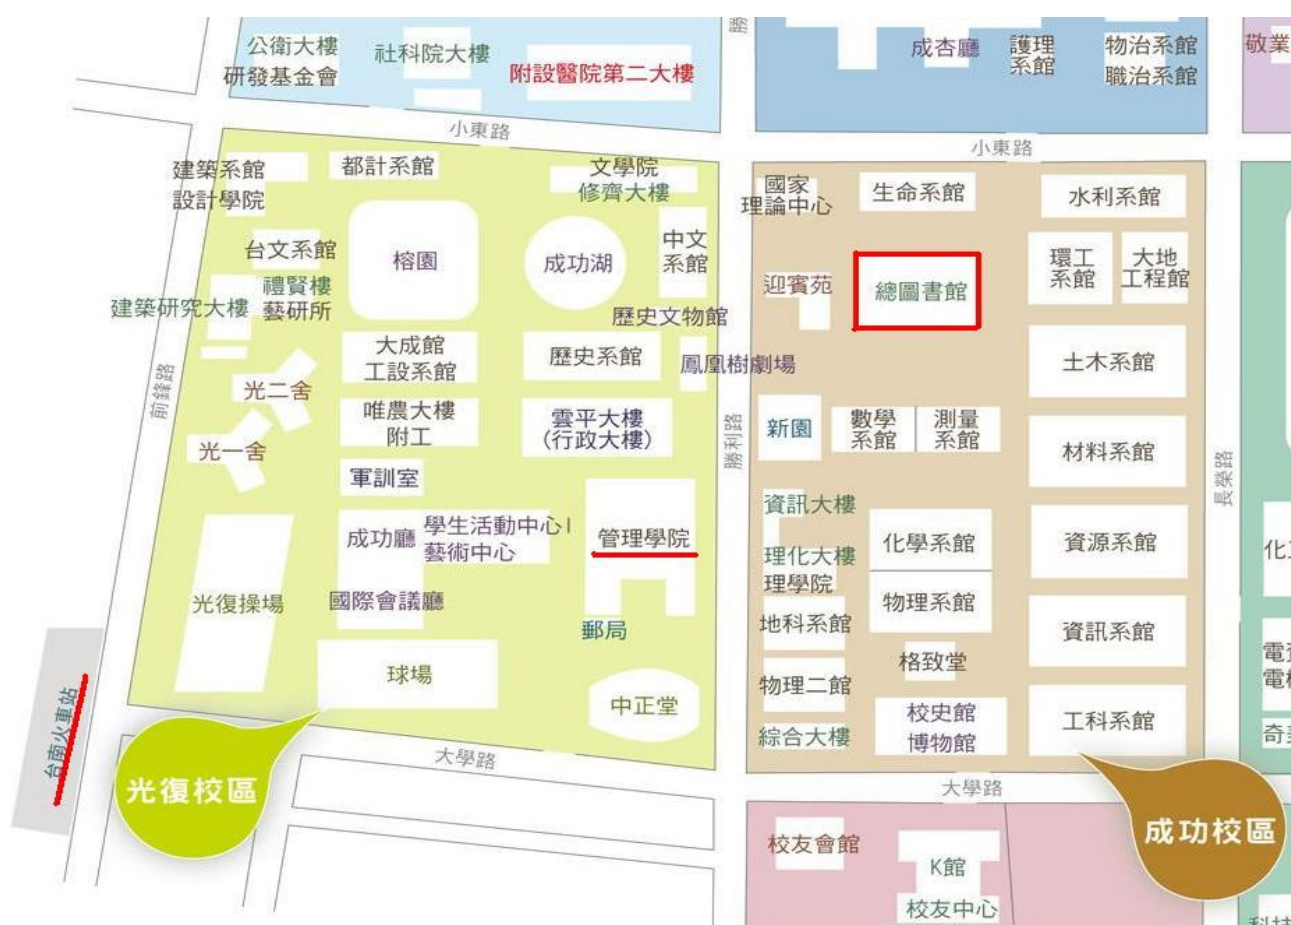 公衛大樓
研發基金會
社科院大樓
附設醫院第二大樓
勝
成杏廳
護理
系館
物治系館
職治系館
敬業
小東路
小東路
建築系館
設計學院
都計系館
文學院
修齊大樓
台文系館
榕園
成功湖
中文
系館
建築研究大樓
禮賢樓
藝研所
歷史文物館
大成館
工設系館
歷史系館
鳳凰樹劇場
前鋒路
光二舍
唯農大樓
附工
雲平大樓
(行政大樓)
光一舍
軍訓室
勝利路
成功廳
學生活動中心I
藝術中心
管理學院
光復操場
國際會議廳
郵局
球場
中正堂
台南火車站
大學路
光復校區
國家
理論中心
生命系館
水利系館
迎賓苑
總圖書館
環工
系館
大地
工程館
土木系館
新園
數學
系館
測量
系館
材料系館
長榮路
資訊大樓
理化大樓
理學院
化學系館
資源系館
化
地科系館
物理系館
資訊系館
格致堂
物理二館
電
電
校史館
博物館
工科系館
綜合大樓
奇
大學路
成功校區
校友會館
K館
校友中心
科技